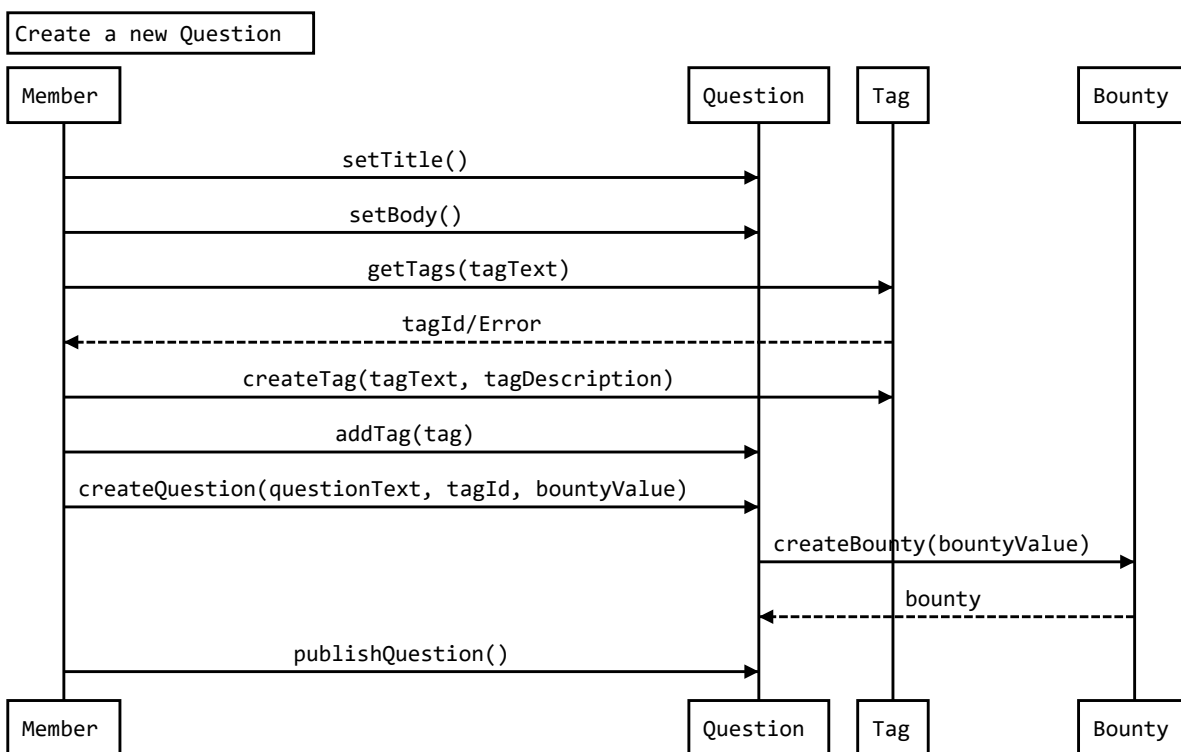 Create a new Question
Member
Question
Tag
Bounty
setTitle()
setBody()
getTags(tagText)
tagId/Error
createTag(tagText, tagDescription)
addTag(tag)
createQuestion(questionText, tagId, bountyValue)
createBounty(bountyValue)
bounty
publishQuestion()
Member
Question
Tag
Bounty